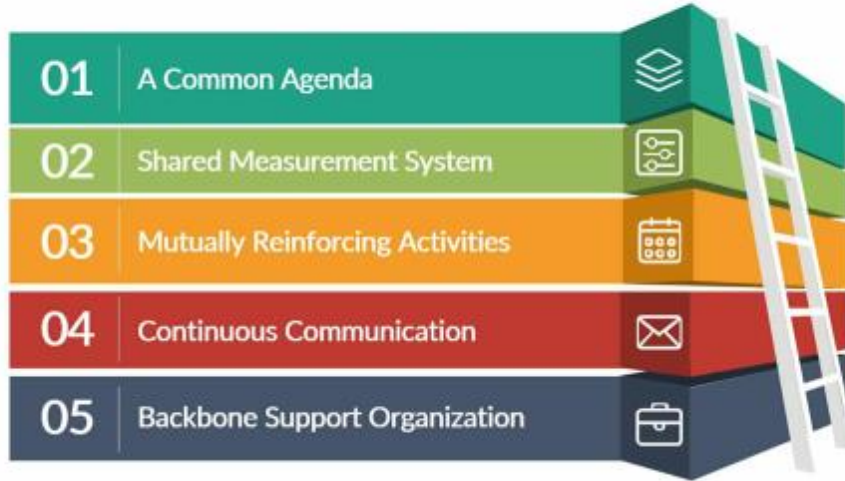 01 A Common Agenda
02 Shared Measurement System
03 Mutually Reinforcing Activities
04 Continuous Communication
05 Backbone Support Organization